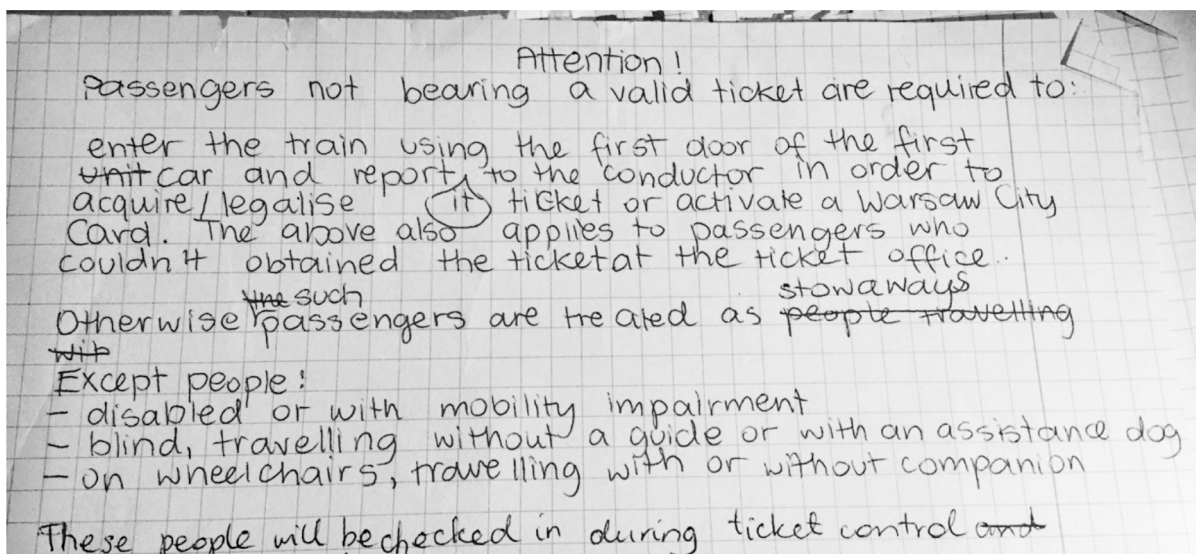 Attention!
Passengers not bearing a valid ticket are required to:
enter the train using the first door of the first
unit car and report to the conductor in order to
acquire/legalise it ticket or activate a Warsaw City
Card. The above also applies to passengers who
couldn't obtained the ticket at the ticket office..
the such stowaways
Otherwise passengers are treated as people travelling
wit
Except people:
- disabled or with mobility impairment
- blind, travelling without a guide or with an assistance dog
- on wheelchairs, travelling with or without companion
These people will be checked in during ticket control and